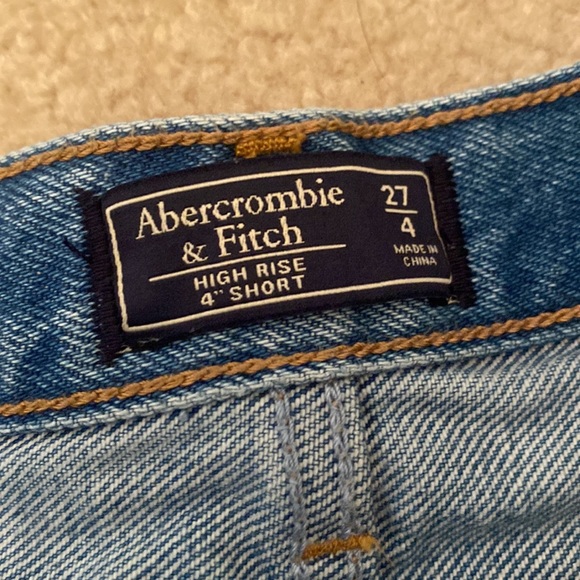 Abercrombie
& Fitch
HIGH RISE
4" SHORT
27
4
MADE IN
CHINA